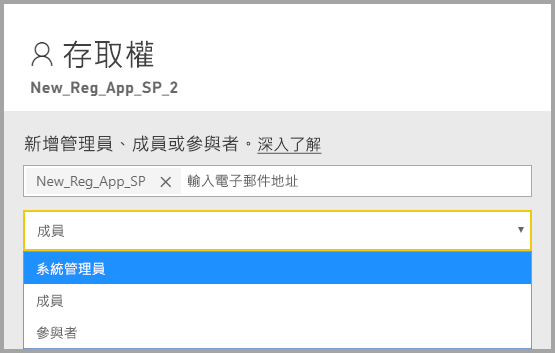 存取權
New_Reg_App_SP_2
新增管理員、成員或參與者。深入了解
New_Reg_App_SP × 輸入電子郵件地址
成員
系統管理員
成員
參與者